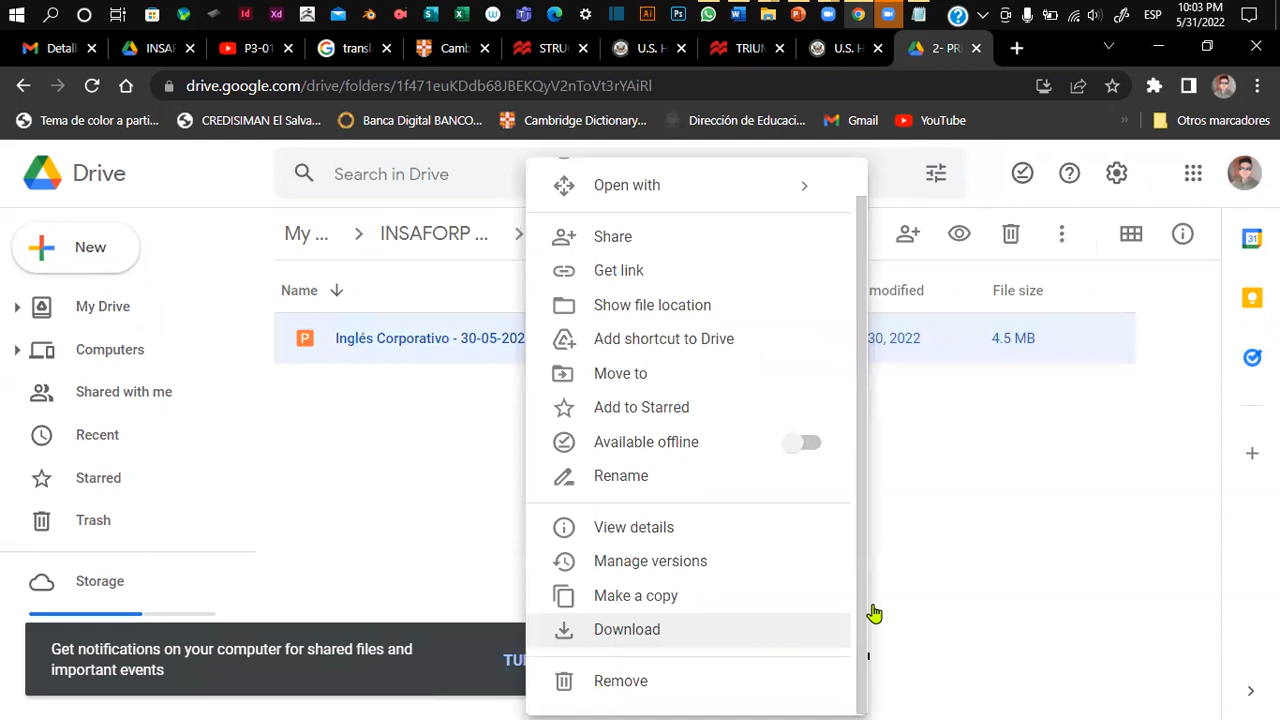 ESP
10:03 PM
5/31/2022
Detall
INSAF
P3-01
transl
Camb
STRUC
U.S. H
TRIUM
U.S. H
2- PR
drive.google.com/drive/folders/1f471euKDdb68JBEKQyV2nToVt3rYAiRl
Tema de color a parti...
CREDISIMAN El Salva...
Banca Digital BANCO...
Cambridge Dictionary...
Dirección de Educaci...
Gmail
YouTube
»
Otros marcadores
Drive
Search in Drive
New
My ...
INSAFORP ...
Name
modified
File size
Inglés Corporativo - 30-05-202
30, 2022
4.5 MB
My Drive
Computers
Shared with me
Recent
Starred
Trash
Storage
Open with
Share
Get link
Show file location
Add shortcut to Drive
Move to
Add to Starred
Available offline
Rename
View details
Manage versions
Make a copy
Download
Remove
Get notifications on your computer for shared files and
important events
TU
31